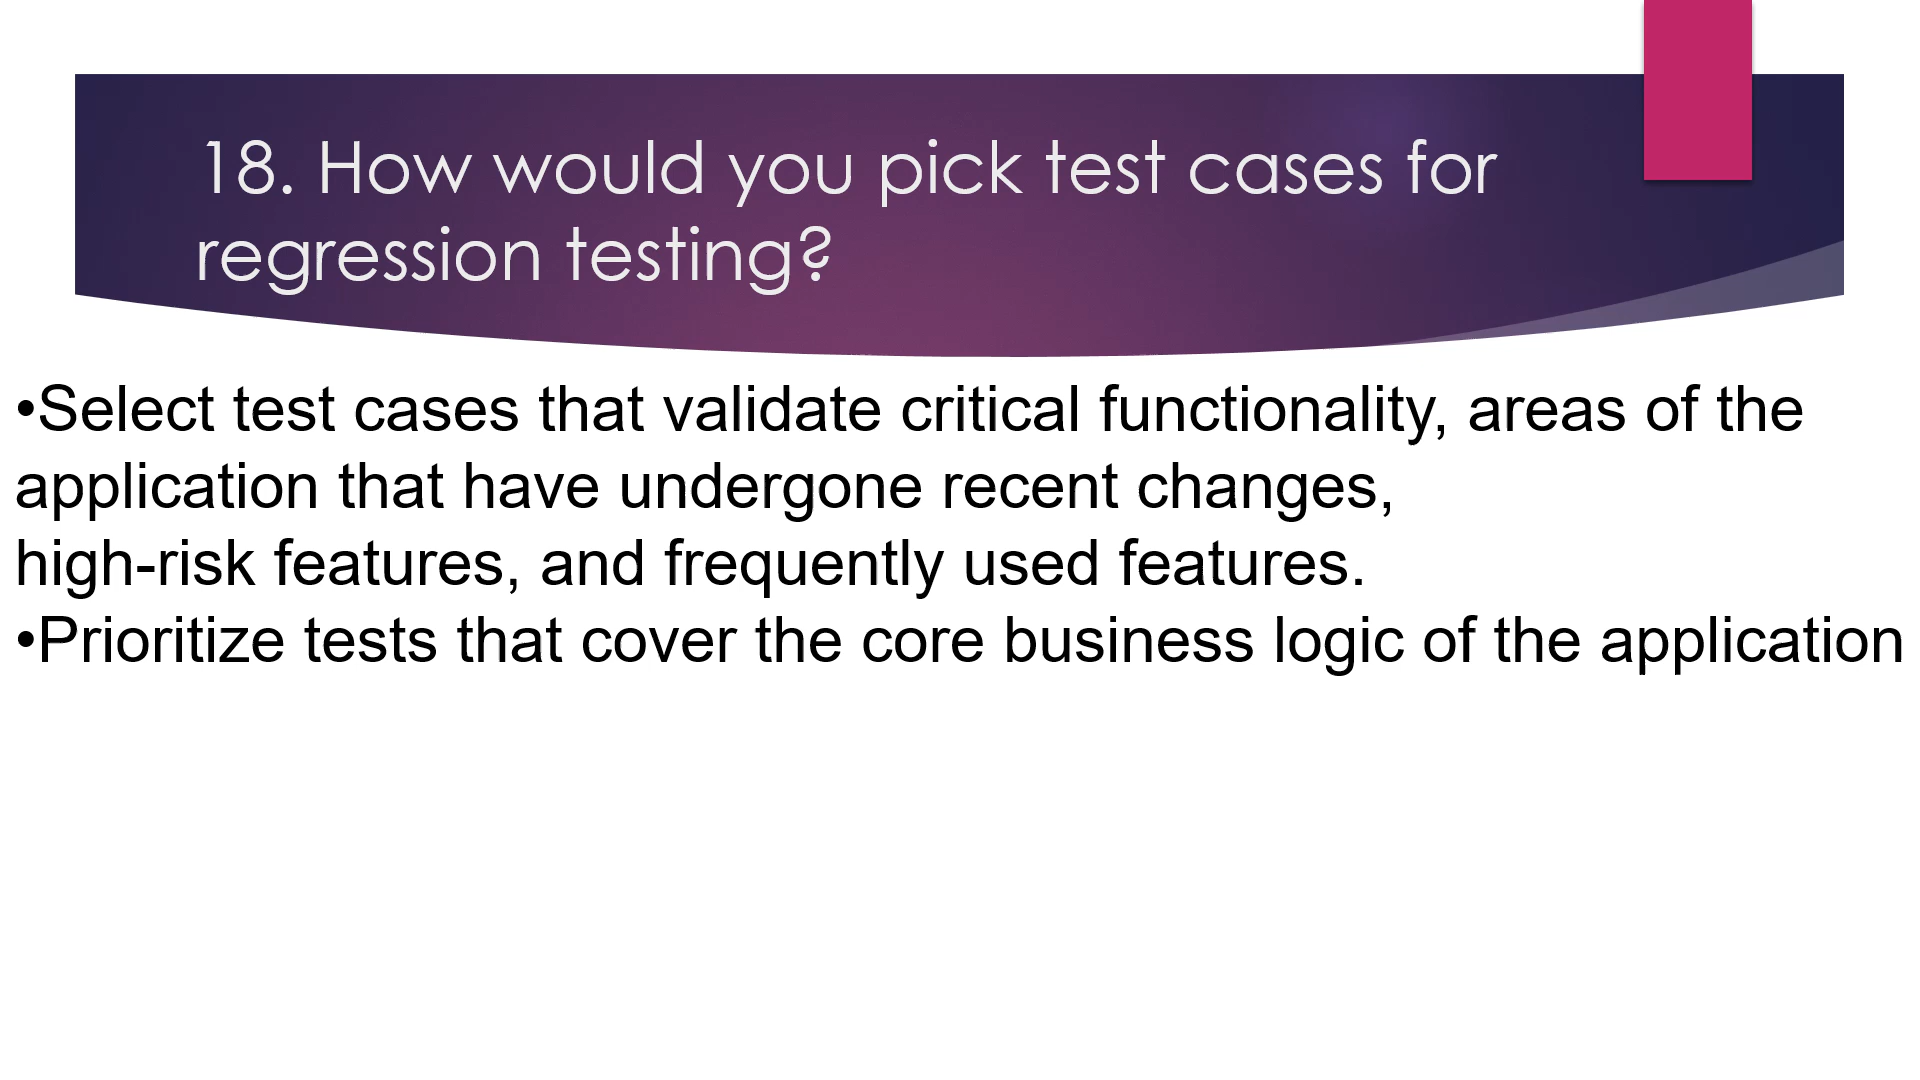 18. How would you pick test cases for
regression testing?
•Select test cases that validate critical functionality, areas of the
application that have undergone recent changes,
high-risk features, and frequently used features.
•Prioritize tests that cover the core business logic of the application